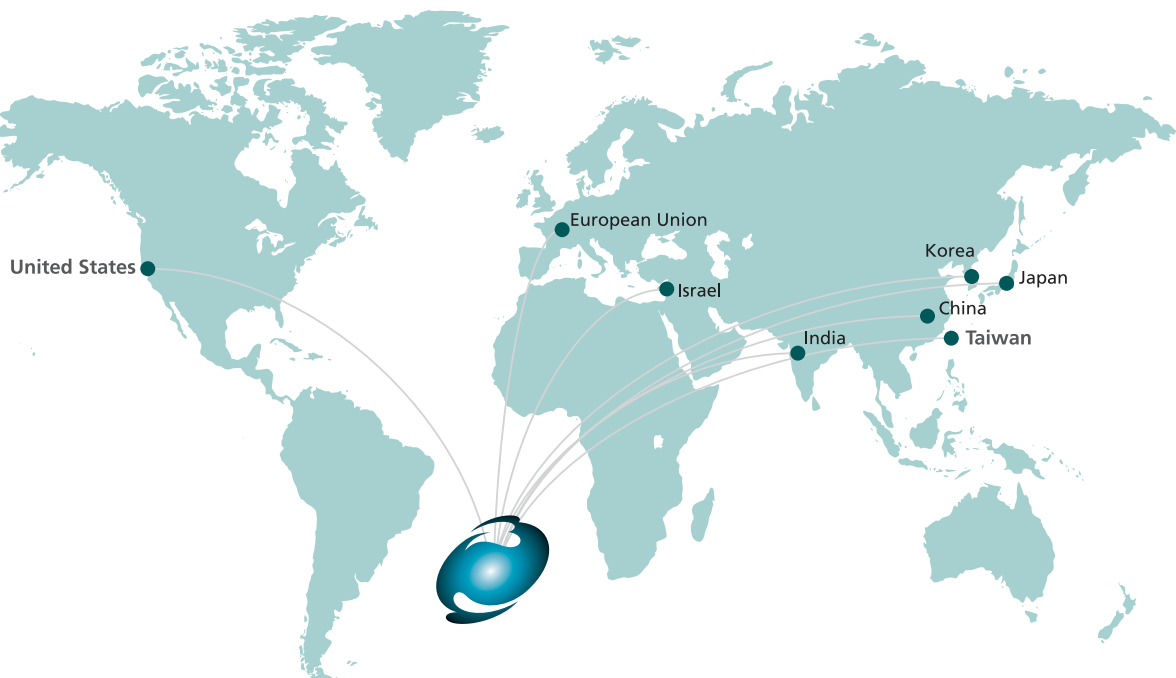 European Union
Korea
United States
Japan
Israel
China
India
Taiwan